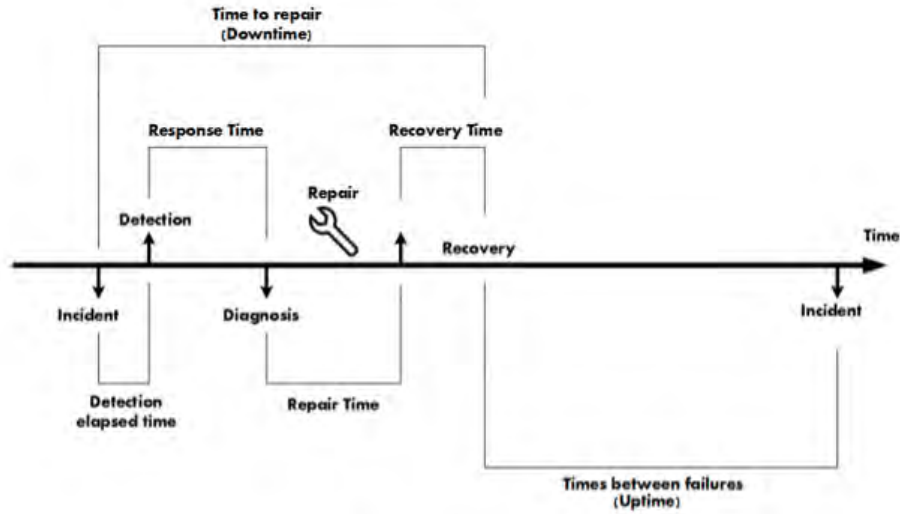 Time to repair
(Downtime)
Response Time
Recovery Time
Repair
Detection
Recovery
Time
Incident
Diagnosis
Incident
Detection
elapsed time
Repair Time
Times between failures
(Uptime)